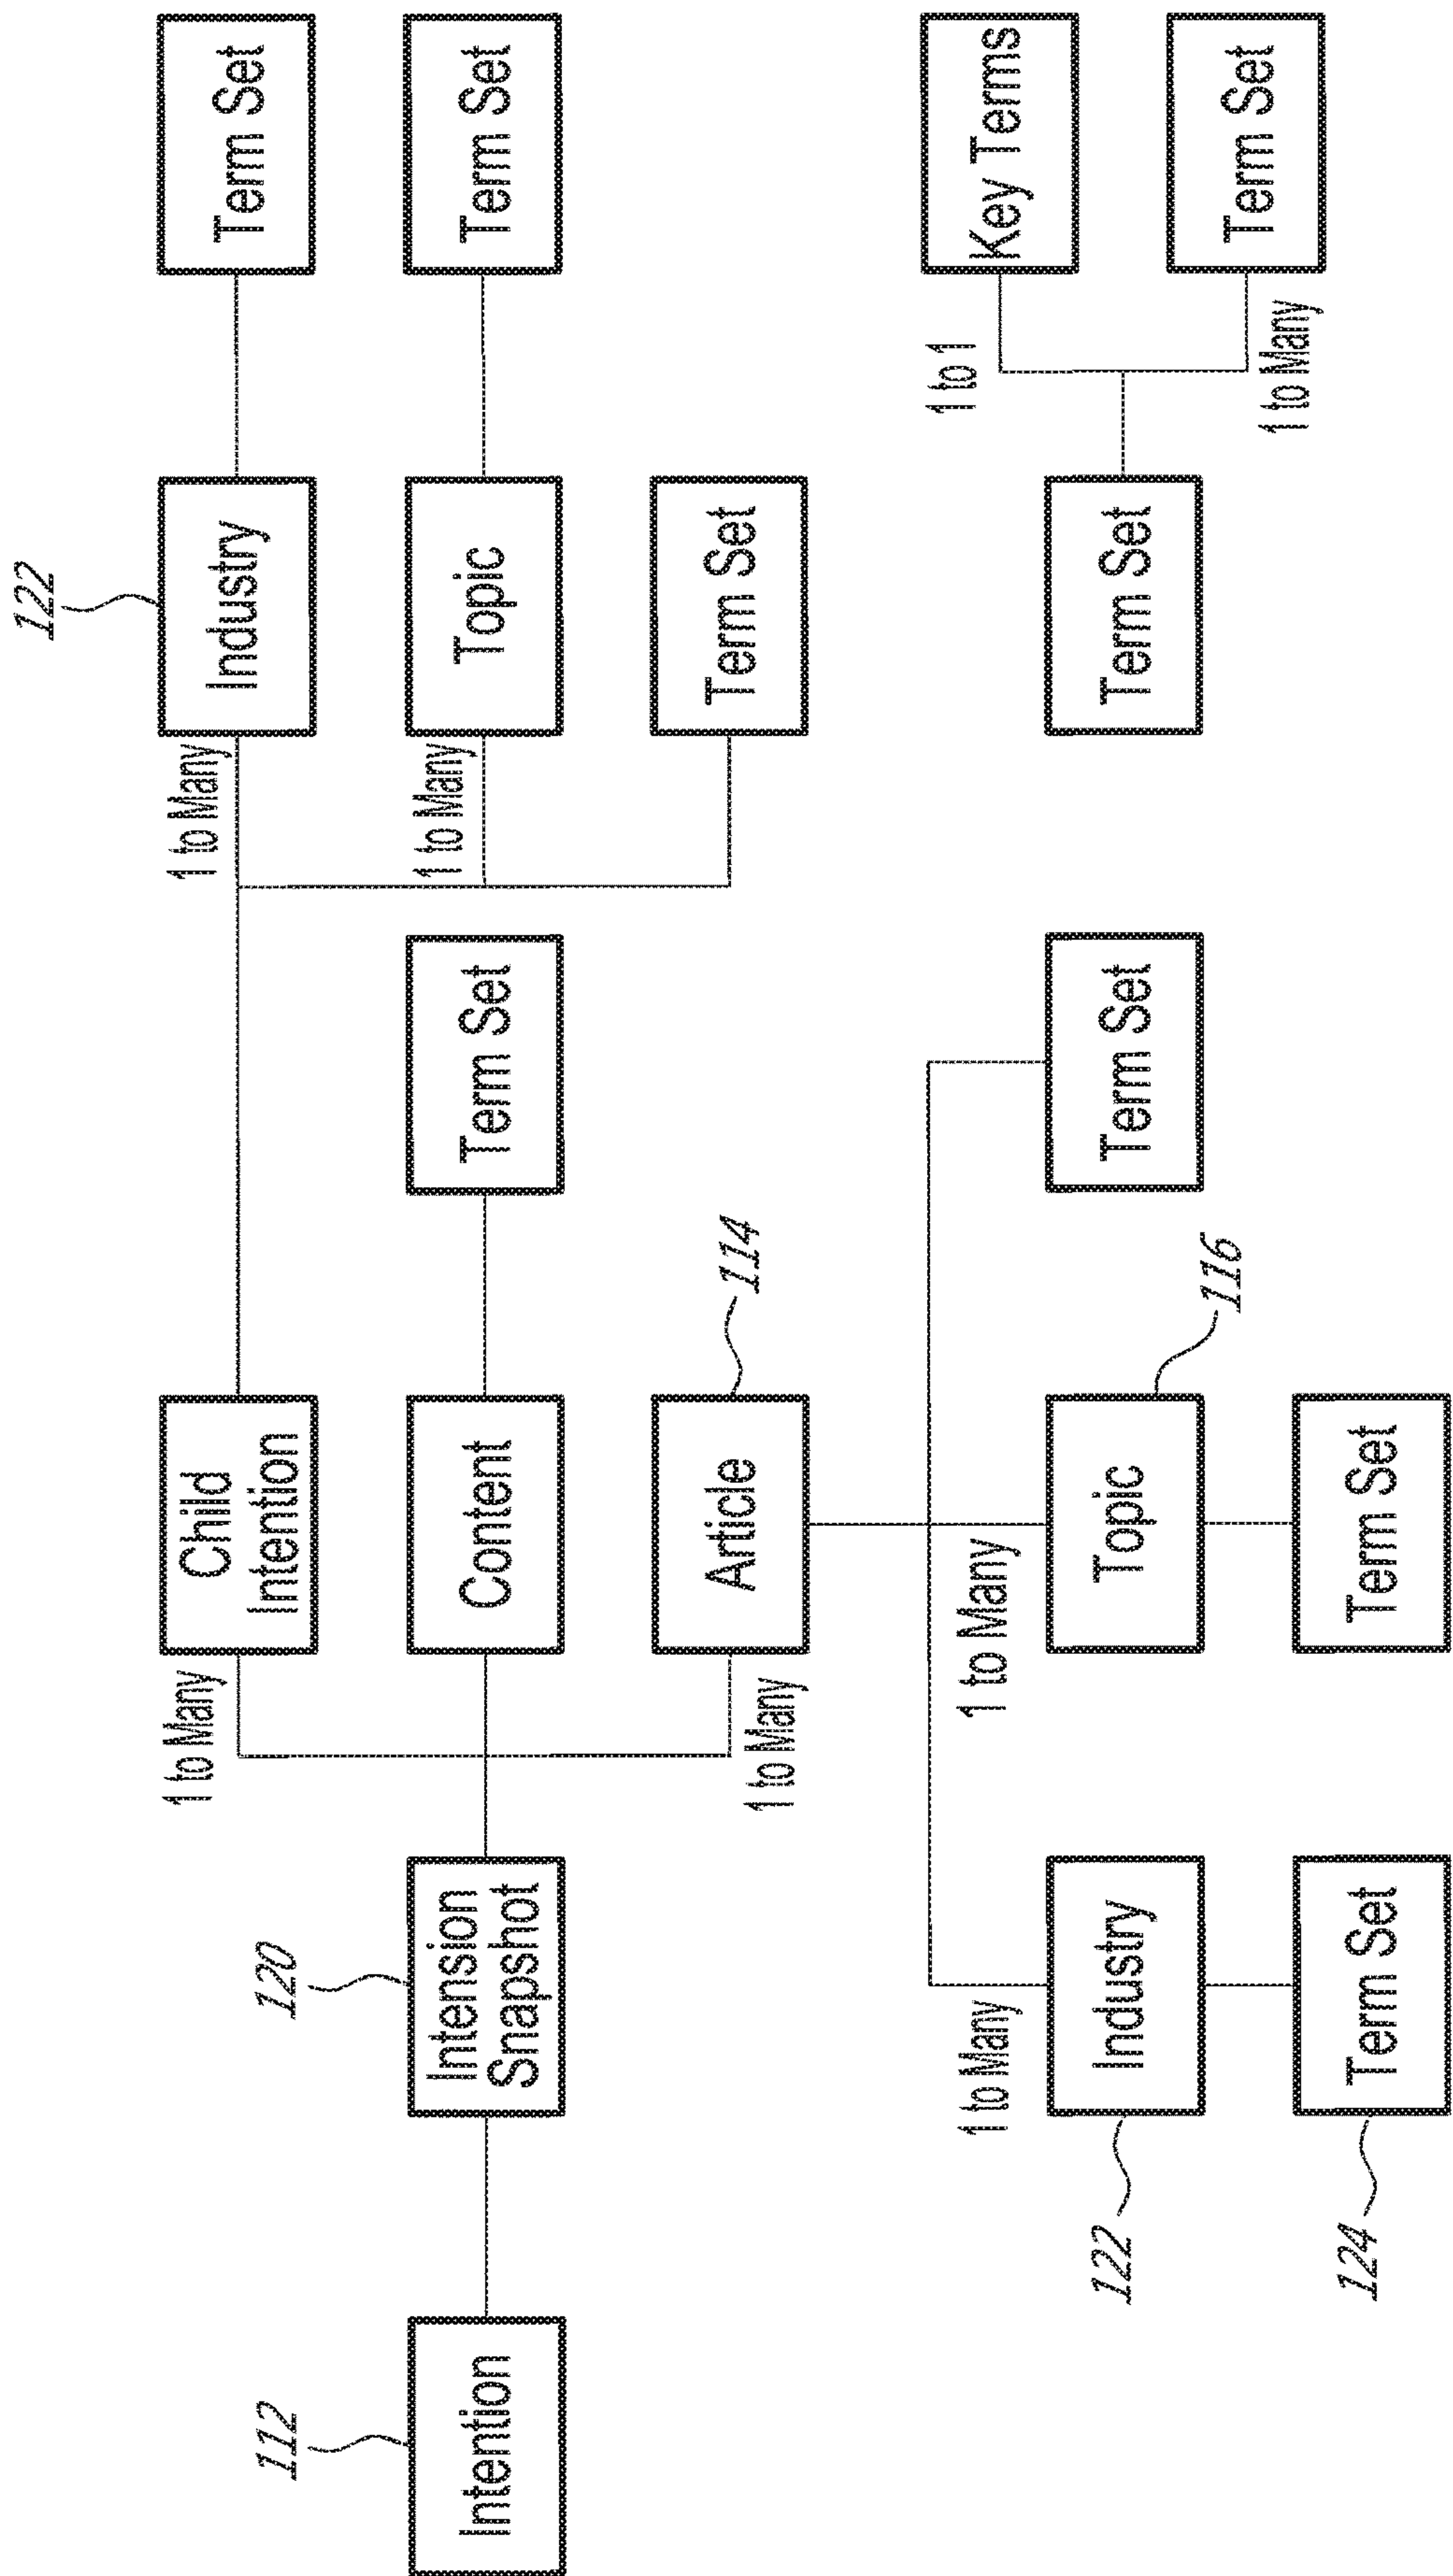 122
1 to Many
Child
Intention
1 to Many
Industry
Term Set
112
120
Intention
Intension
Snapshot
Content
Term Set
1 to Many
Topic
Term Set
1 to Many
Article
114
Term Set
1 to Many
1 to Many
1 to 1
Key Terms
122
Industry
Topic
116
Term Set
Term Set
1 to Many
Term Set
124
Term Set
Term Set